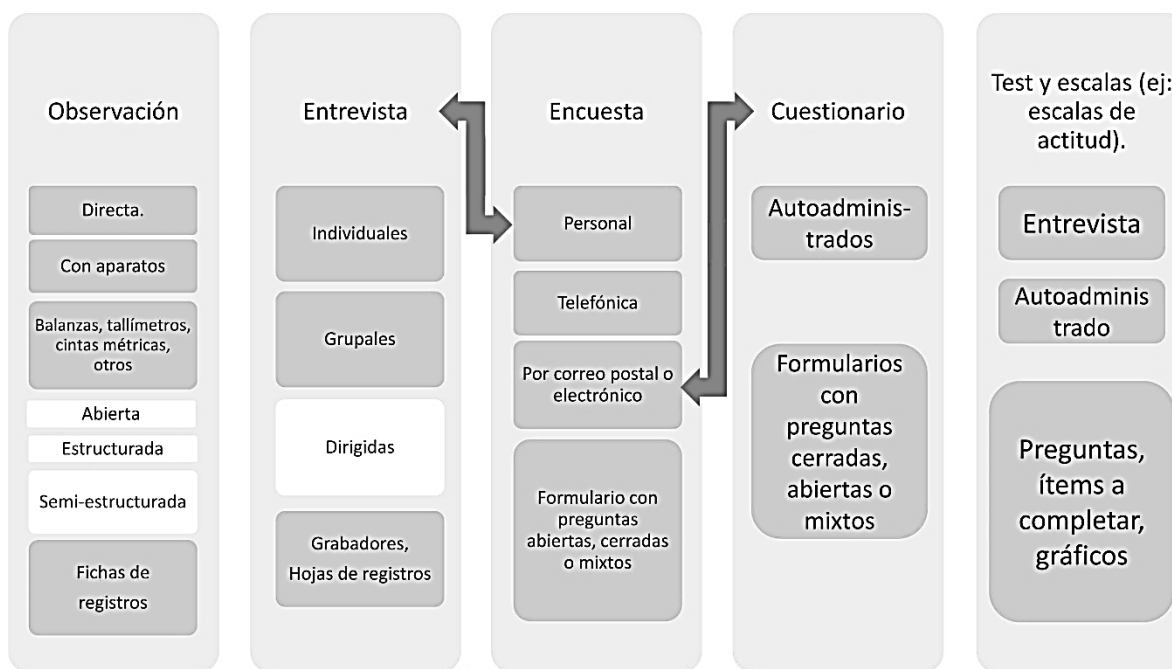 Observación
Directa.
Con aparatos
Balanzas, tallímetros,
cintas métricas,
otros
Abierta
Estructurada
Semi-estructurada
Fichas de
registros
Entrevista
Individuales
Grupales
Dirigidas
Grabadores,
Hojas de registros
Encuesta
Personal
Telefónica
Por correo postal o
electrónico
Formulario con
preguntas
abiertas, cerradas
o mixtos
Cuestionario
Autoadminis-
trados
Formularios
con
preguntas
cerradas,
abiertas o
mixtos
Test y escalas (ej:
escalas de
actitud).
Entrevista
Autoadminis
trado
Preguntas,
ítems a
completar,
gráficos